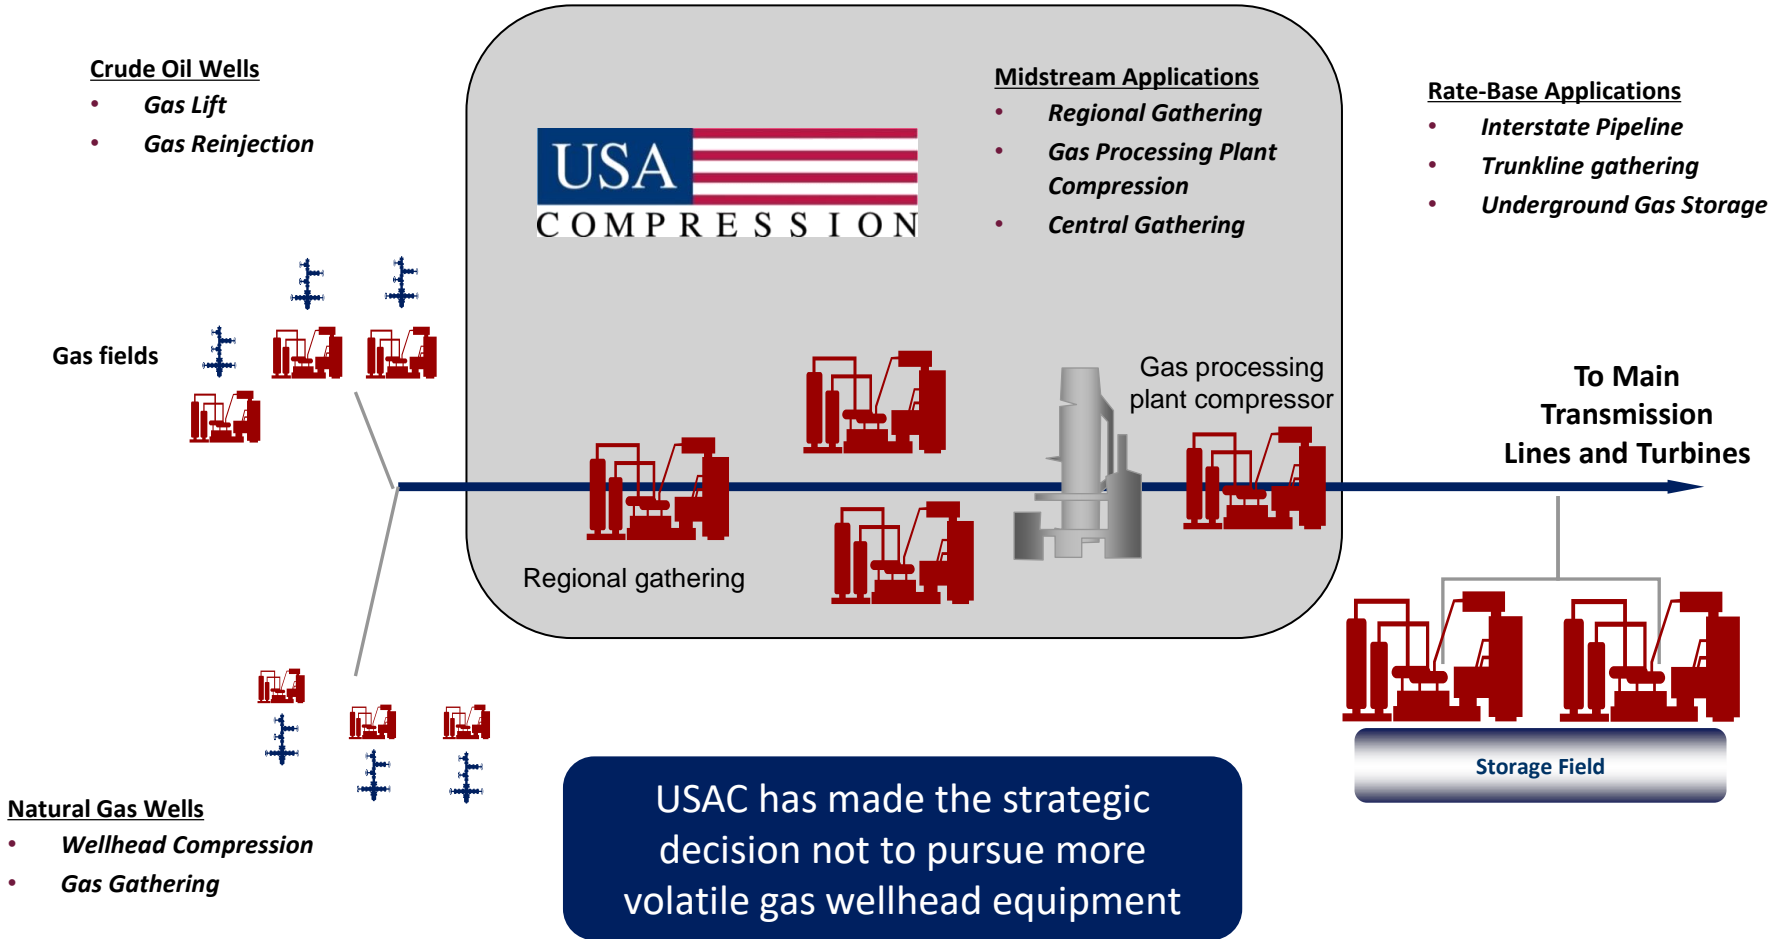 Crude Oil Wells
• Gas Lift
• Gas Reinjection
USA
COMPRESSION
Midstream Applications
• Regional Gathering
• Gas Processing Plant
Compression
• Central Gathering
Rate-Base Applications
• Interstate Pipeline
• Trunkline gathering
• Underground Gas Storage
Gas fields
Gas processing
plant compressor
To Main
Transmission
Lines and Turbines
Regional gathering
Storage Field
Natural Gas Wells
• Wellhead Compression
• Gas Gathering
USAC has made the strategic
decision not to pursue more
volatile gas wellhead equipment